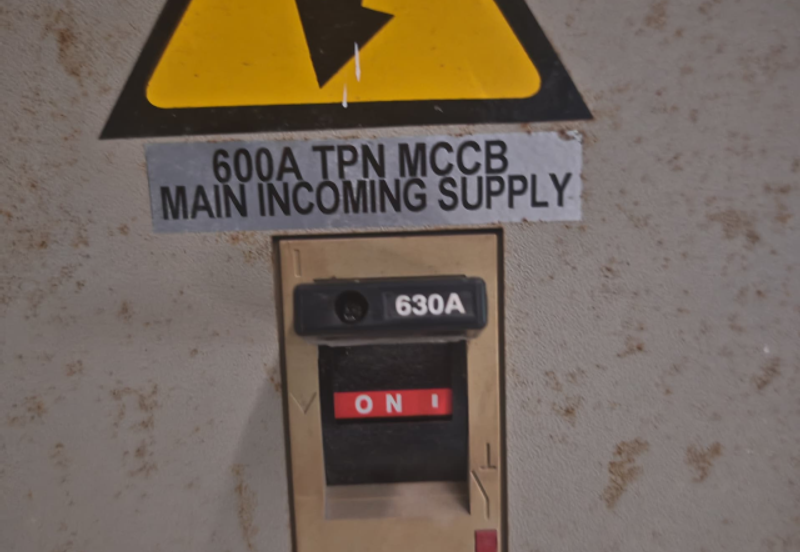 600A TPN MCCB
MAIN INCOMING SUPPLY
630A
ON I